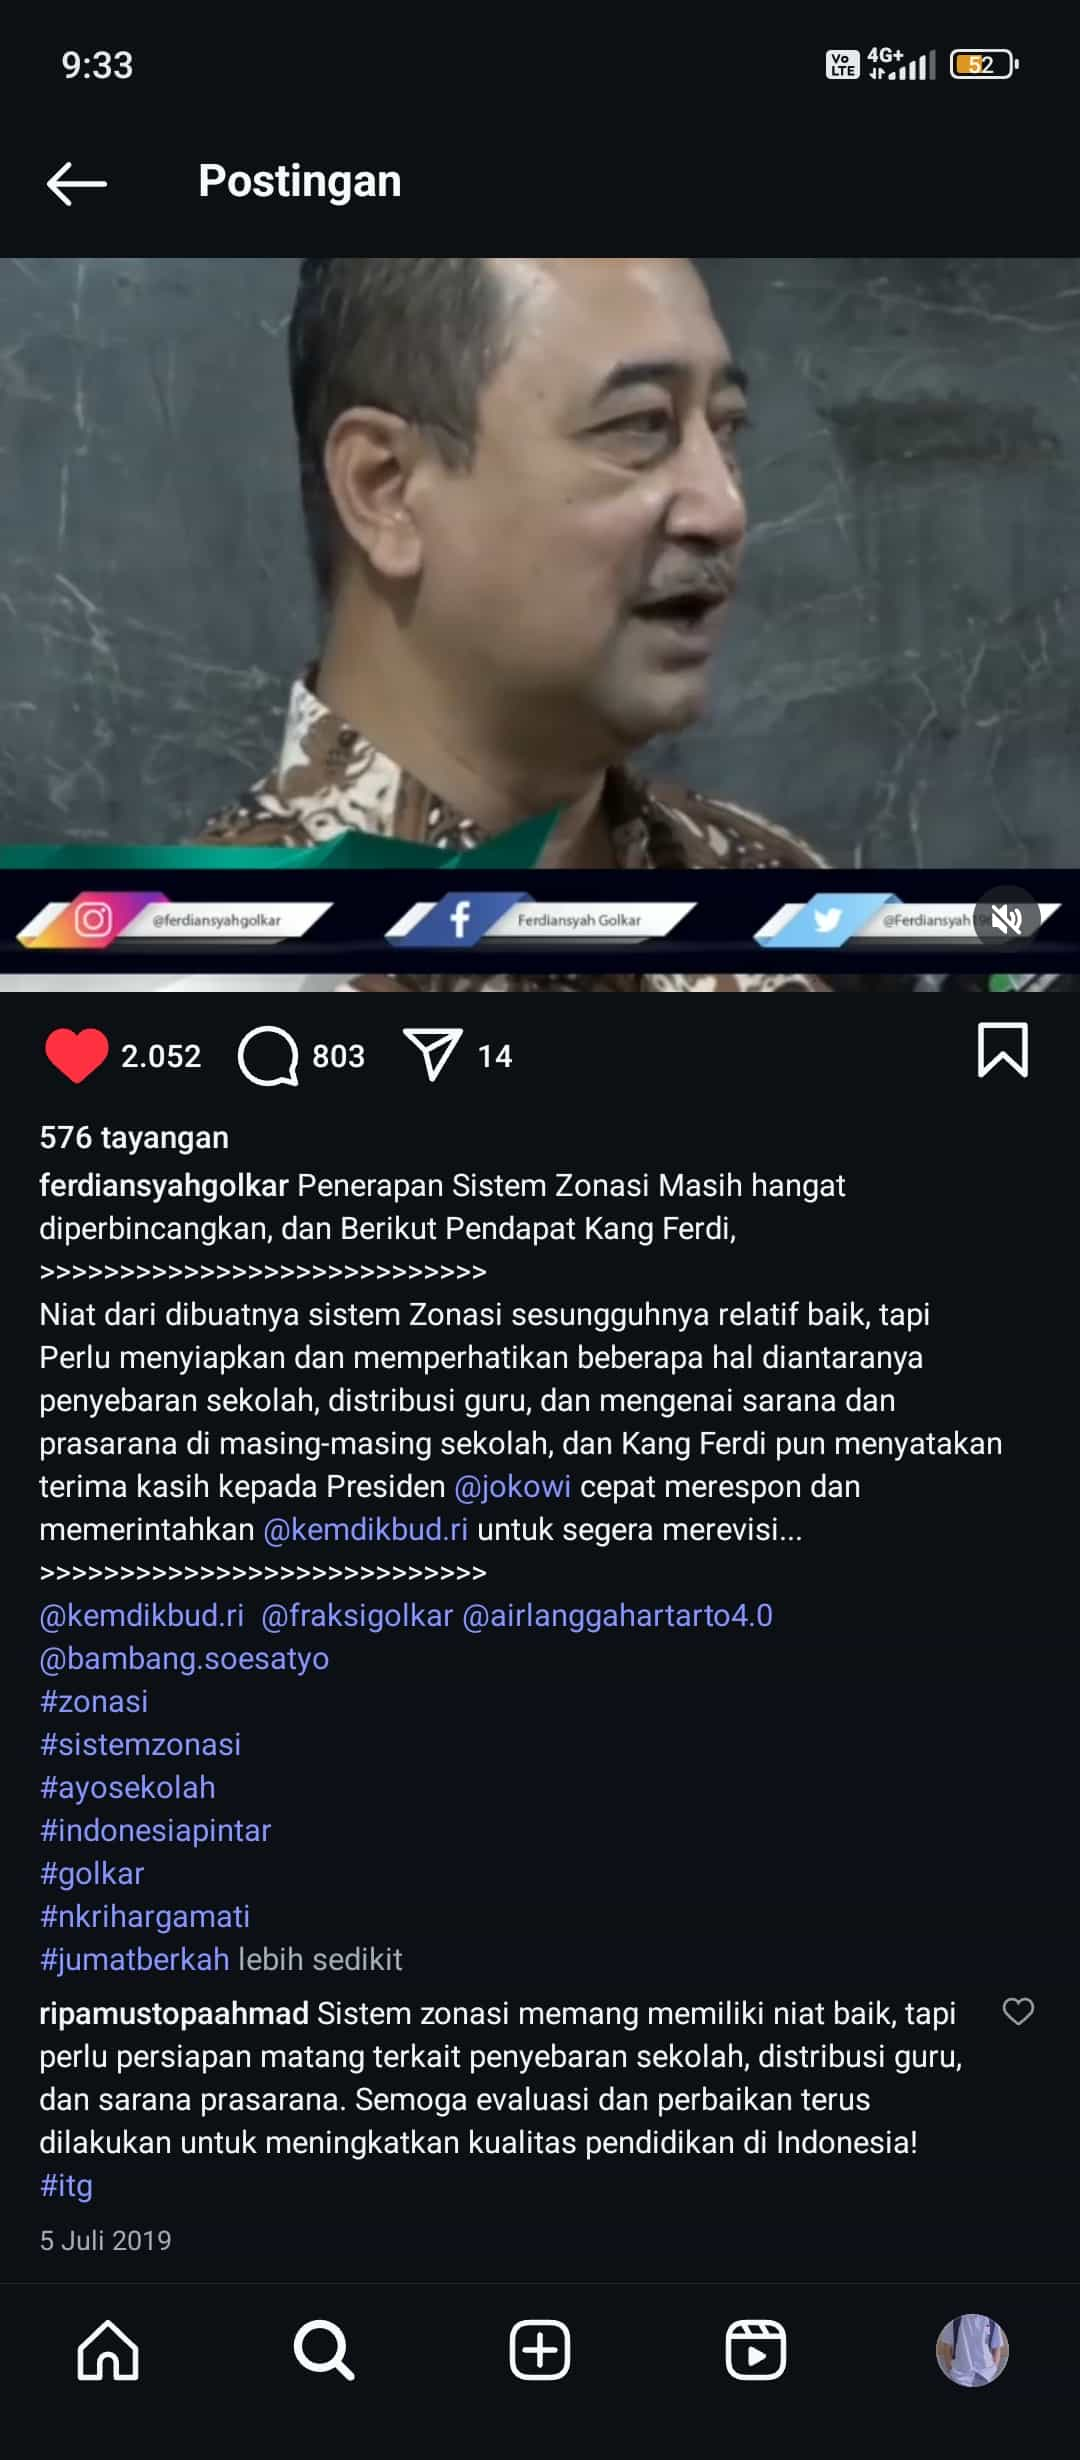 9:33
Vo LTE 4G+ 52
Postingan
@ferdiansyahgolkar Ferdiansyah Golkar @Ferdiansyah
2.052 803 14
576 tayangan
ferdiansyahgolkar Penerapan Sistem Zonasi Masih hangat
diperbincangkan, dan Berikut Pendapat Kang Ferdi,
>>>>>>>>>>>>>>>>>>>>>>>>>>>>
Niat dari dibuatnya sistem Zonasi sesungguhnya relatif baik, tapi
Perlu menyiapkan dan memperhatikan beberapa hal diantaranya
penyebaran sekolah, distribusi guru, dan mengenai sarana dan
prasarana di masing-masing sekolah, dan Kang Ferdi pun menyatakan
terima kasih kepada Presiden @jokowi cepat merespon dan
memerintahkan @kemdikbud.ri untuk segera merevisi...
>>>>>>>>>>>>>>>>>>>>>>>>>>>>
@kemdikbud.ri @fraksigolkar @airlanggahartarto4.0
@bambang.soesatyo
#zonasi
#sistemzonasi
#ayosekolah
#indonesiapintar
#golkar
#nkrihargamati
#jumatberkah lebih sedikit
ripamustopaahmad Sistem zonasi memang memiliki niat baik, tapi
perlu persiapan matang terkait penyebaran sekolah, distribusi guru,
dan sarana prasarana. Semoga evaluasi dan perbaikan terus
dilakukan untuk meningkatkan kualitas pendidikan di Indonesia!
#itg
5 Juli 2019